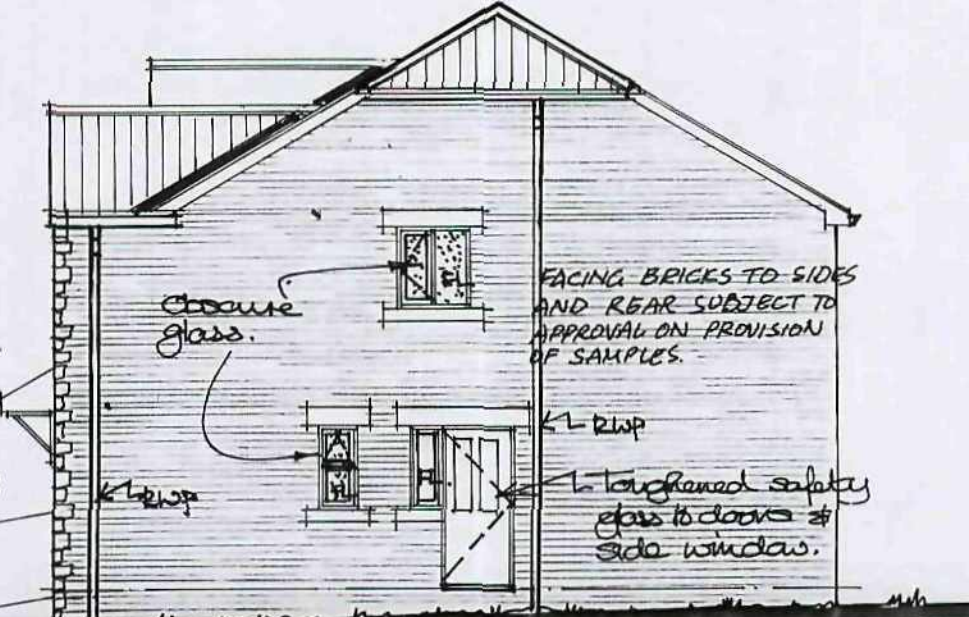 obscure
glass.
FACING BRICKS TO SIDES
AND REAR SUBJECT TO
APPROVAL ON PROVISION
OF SAMPLES.
RWP
RWP
Toughened safety
glass to doors &
side window.